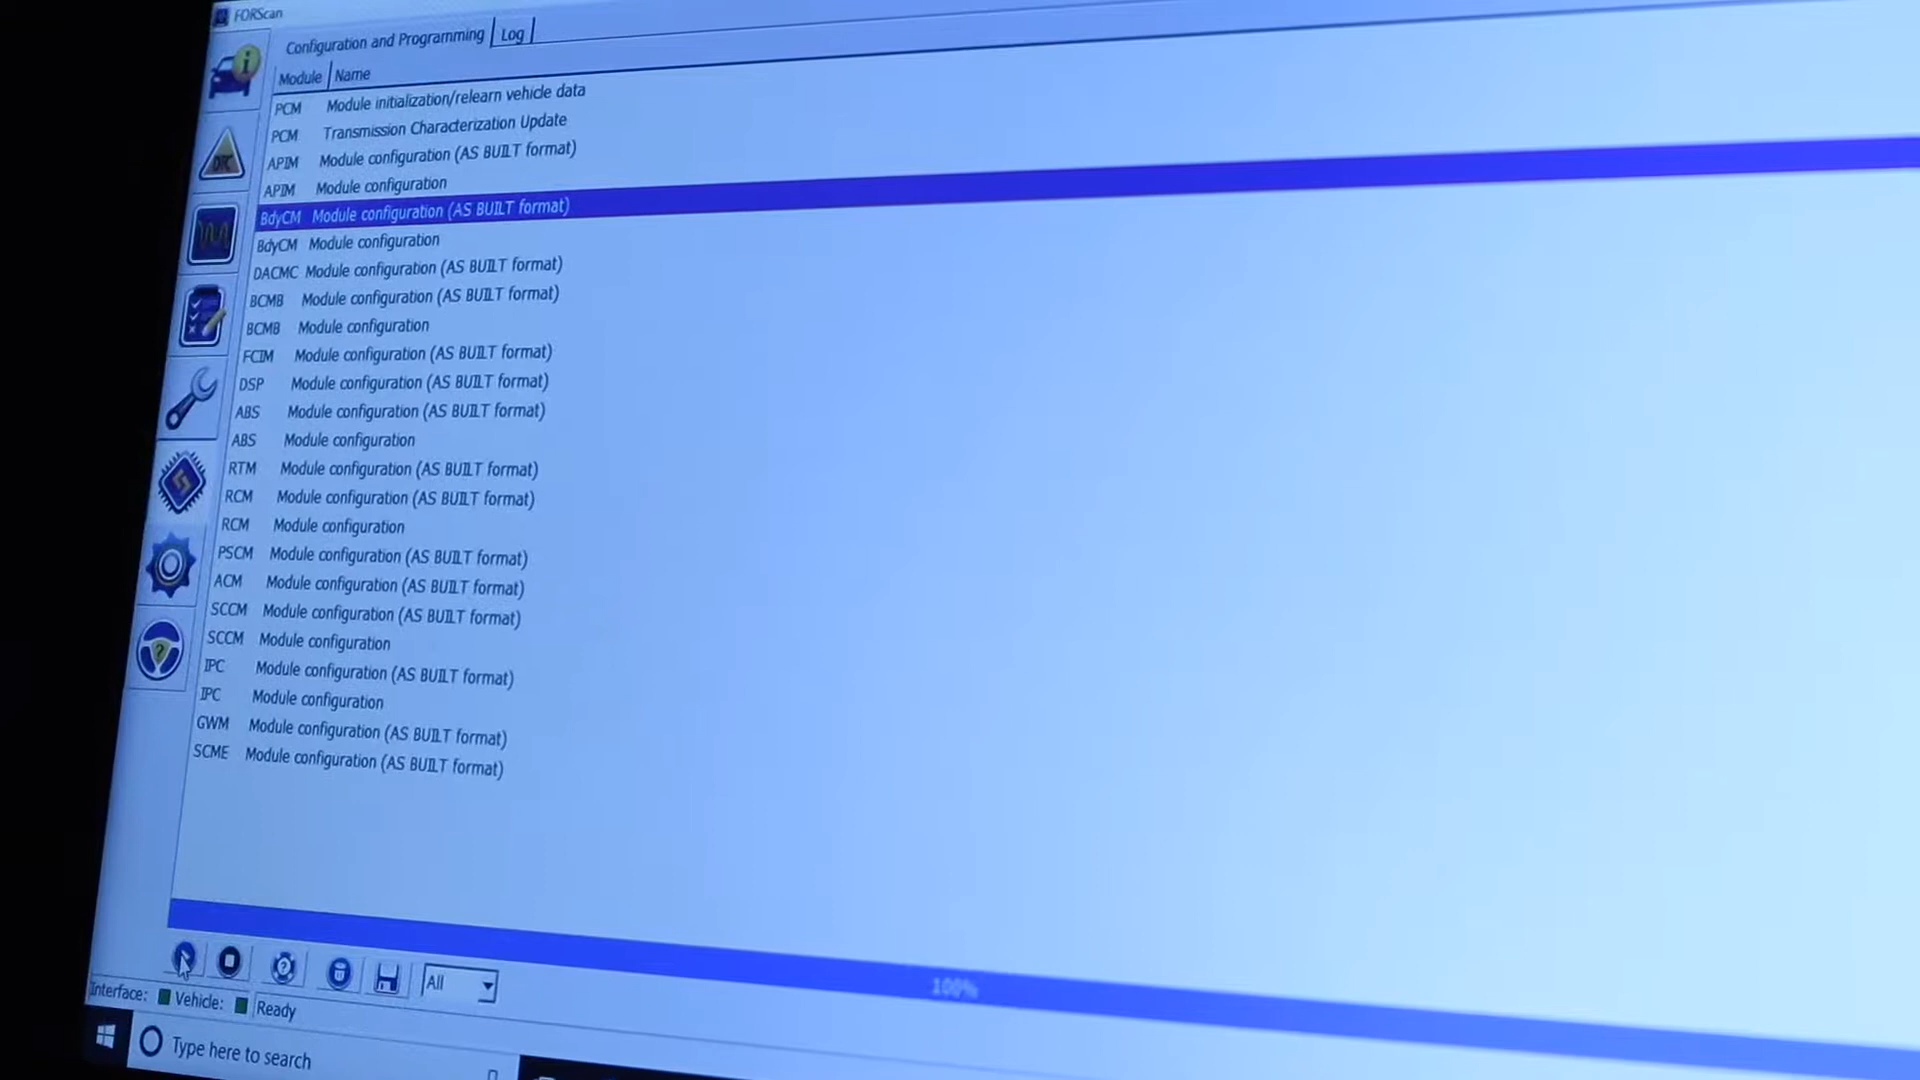 FORScan
Configuration and Programming Log
Module Name
PCM Module initialization/relearn vehicle data
PCM Transmission Characterization Update
APIM Module configuration (AS BUILT format)
APIM Module configuration
BdyCM Module configuration (AS BUILT format)
BdyCM Module configuration
DACMC Module configuration (AS BUILT format)
BCMB Module configuration (AS BUILT format)
BCMB Module configuration
FCIM Module configuration (AS BUILT format)
DSP Module configuration (AS BUILT format)
ABS Module configuration (AS BUILT format)
ABS Module configuration
RTM Module configuration (AS BUILT format)
RCM Module configuration (AS BUILT format)
RCM Module configuration
PSCM Module configuration (AS BUILT format)
ACM Module configuration (AS BUILT format)
SCCM Module configuration (AS BUILT format)
SCCM Module configuration
IPC Module configuration (AS BUILT format)
IPC Module configuration
GWM Module configuration (AS BUILT format)
SCME Module configuration (AS BUILT format)
DTC
100%
All
Interface: Vehicle: Ready
Type here to search